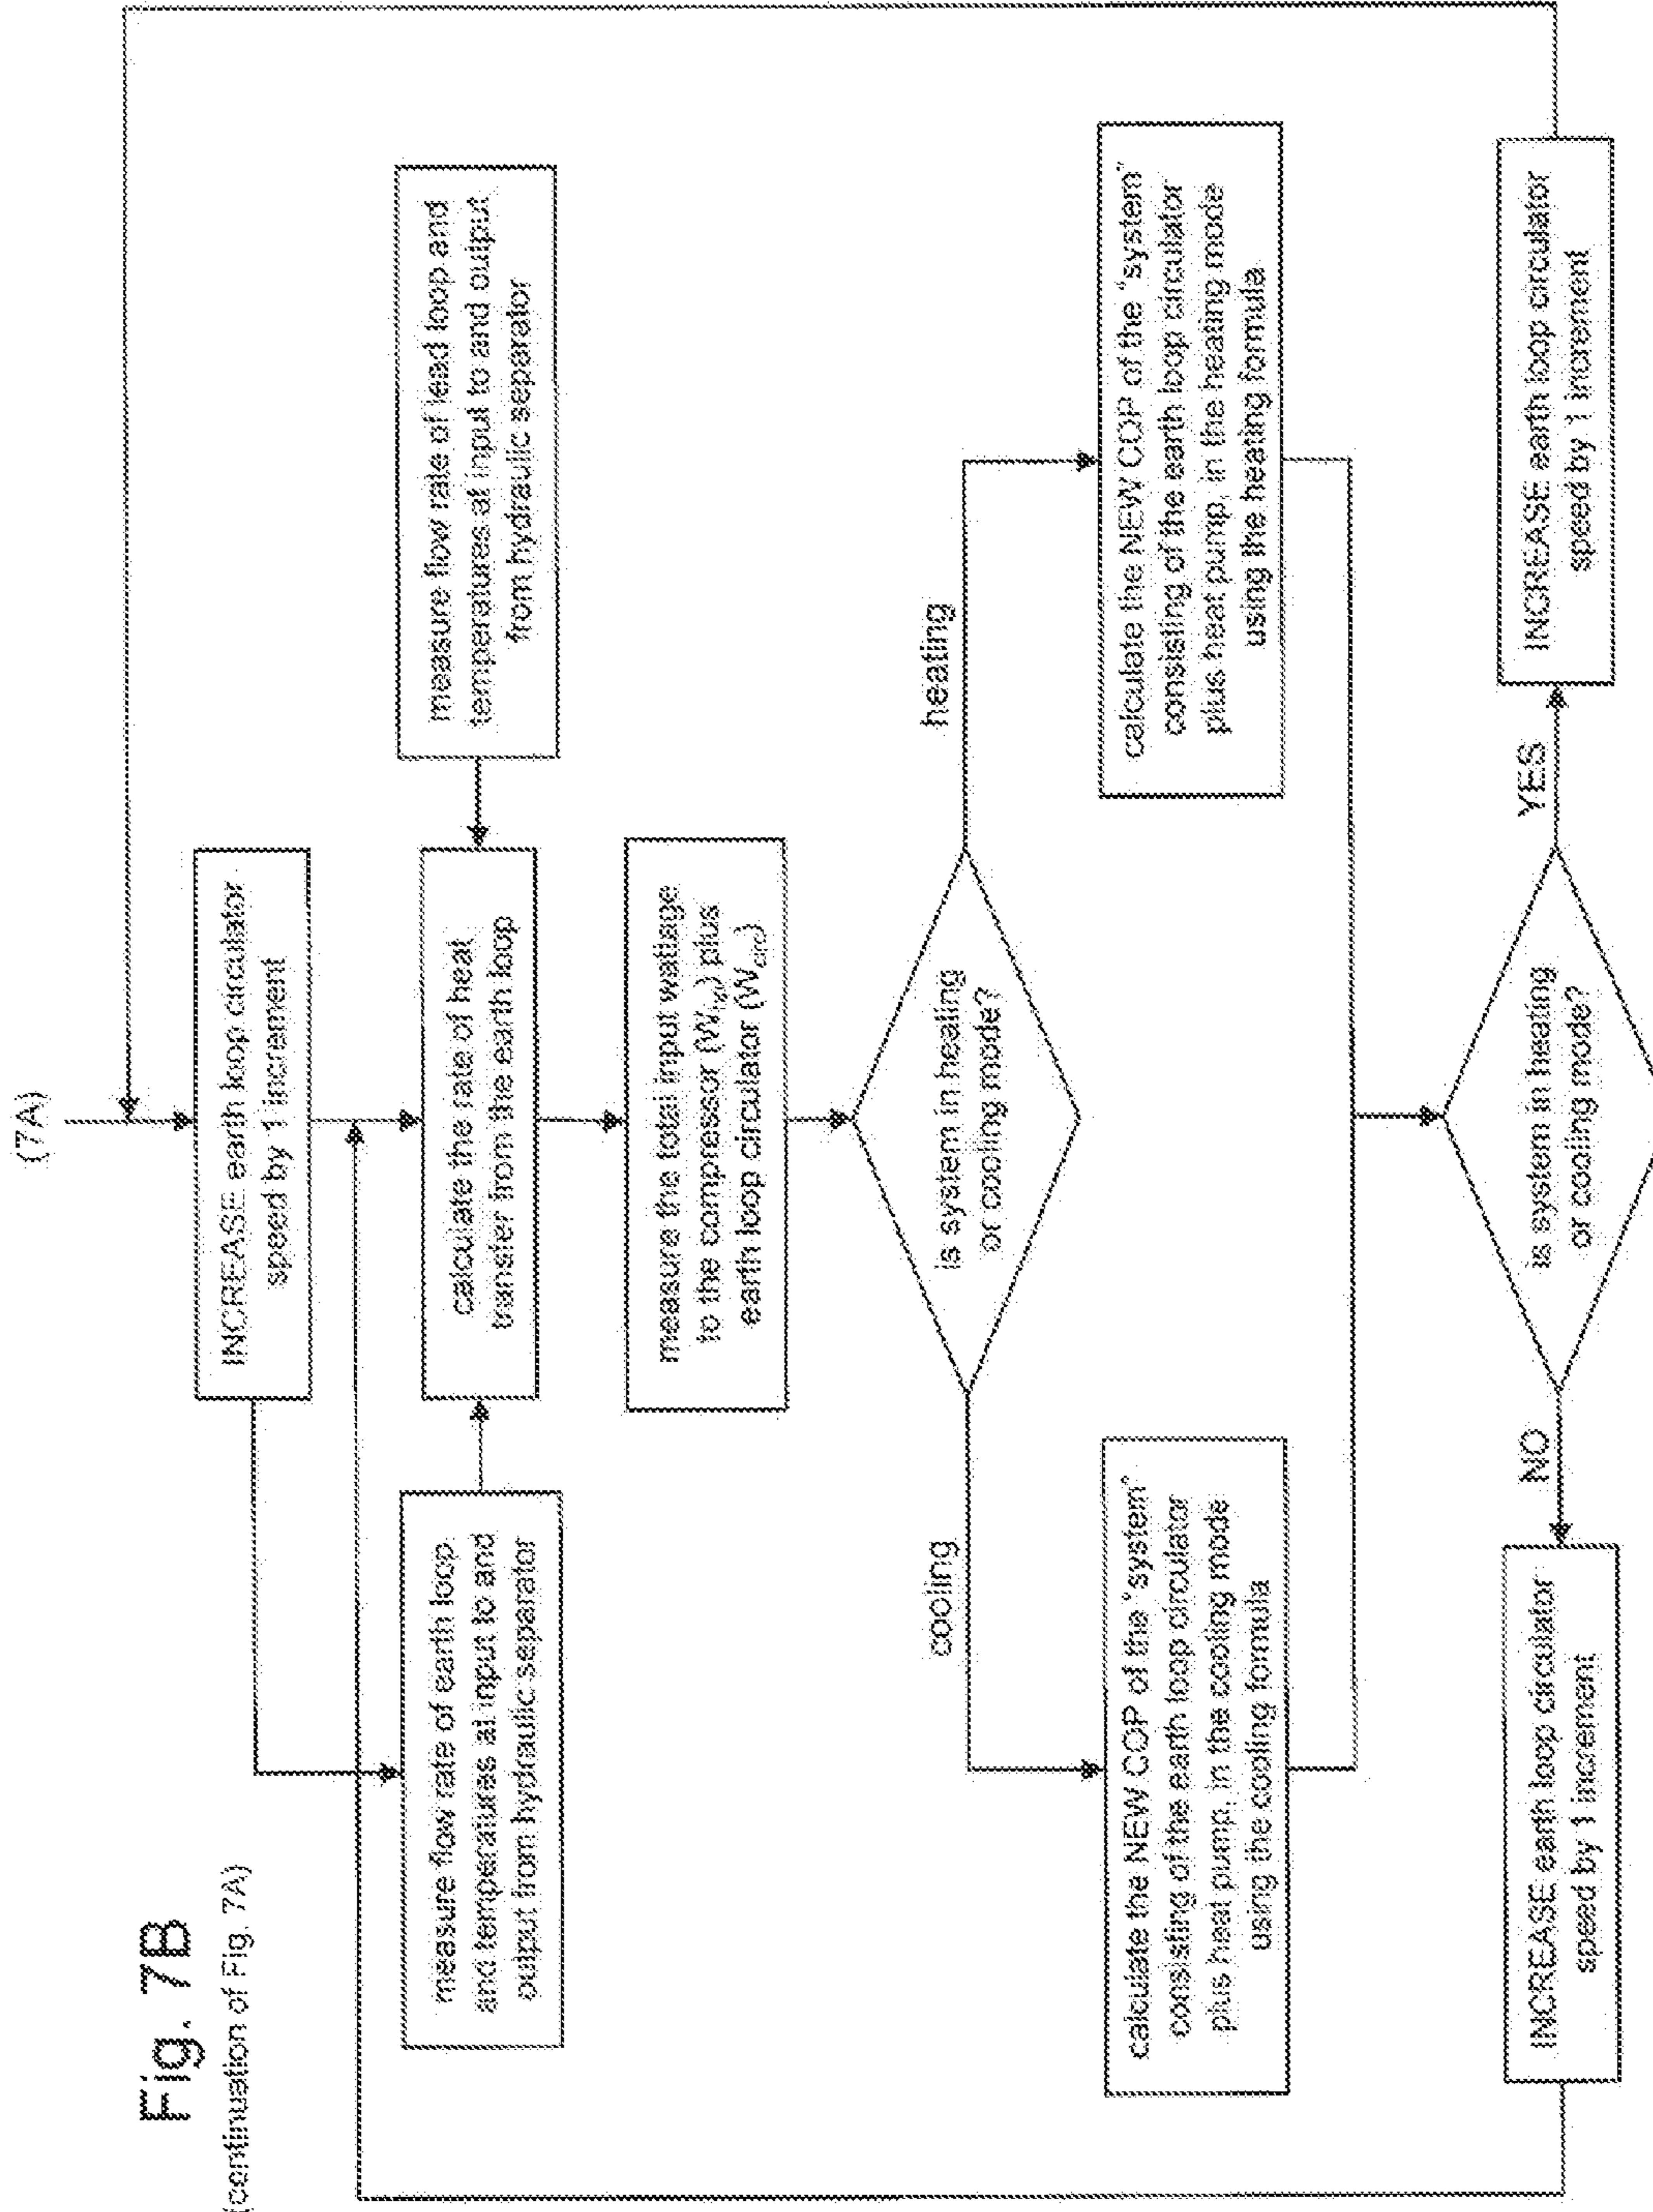 Fig. 7B
(continuation of Fig. 7A)
(7A)
INCREASE earth loop circulator
speed by 1 increment
measure flow rate of earth loop
and temperatures at input to and
output from hydraulic separator
calculate the rate of heat
transfer from the earth loop
measure flow rate of lead loop and
temperatures at input to and output
from hydraulic separator
measure the total input wattage
to the compressor (Whp) plus
earth loop circulator (Wcirc)
is system in heating
or cooling mode?
cooling
heating
calculate the NEW COP of the "system"
consisting of the earth loop circulator
plus heat pump, in the cooling mode
using the cooling formula
calculate the NEW COP of the "system"
consisting of the earth loop circulator
plus heat pump, in the heating mode
using the heating formula
is system in heating
or cooling mode?
NO
YES
INCREASE earth loop circulator
speed by 1 increment
INCREASE earth loop circulator
speed by 1 increment